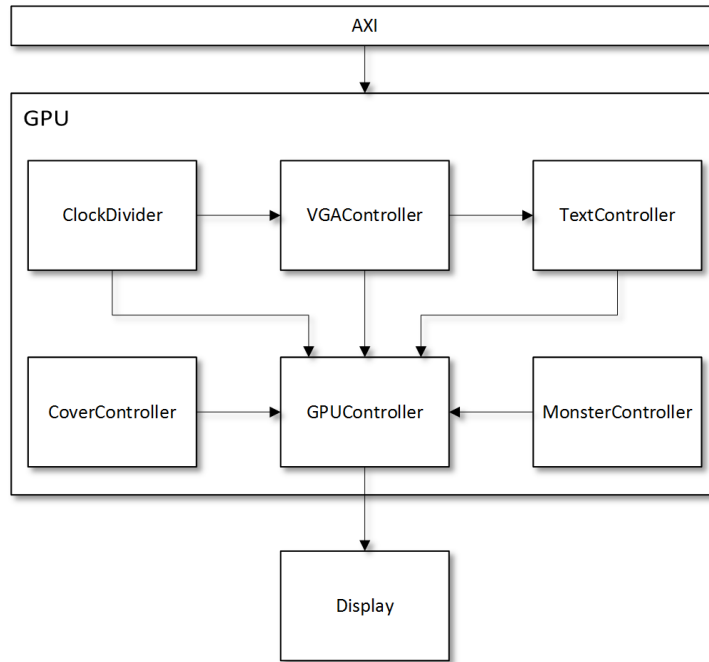 AXI
GPU
ClockDivider
VGAController
TextController
CoverController
GPUController
MonsterController
Display